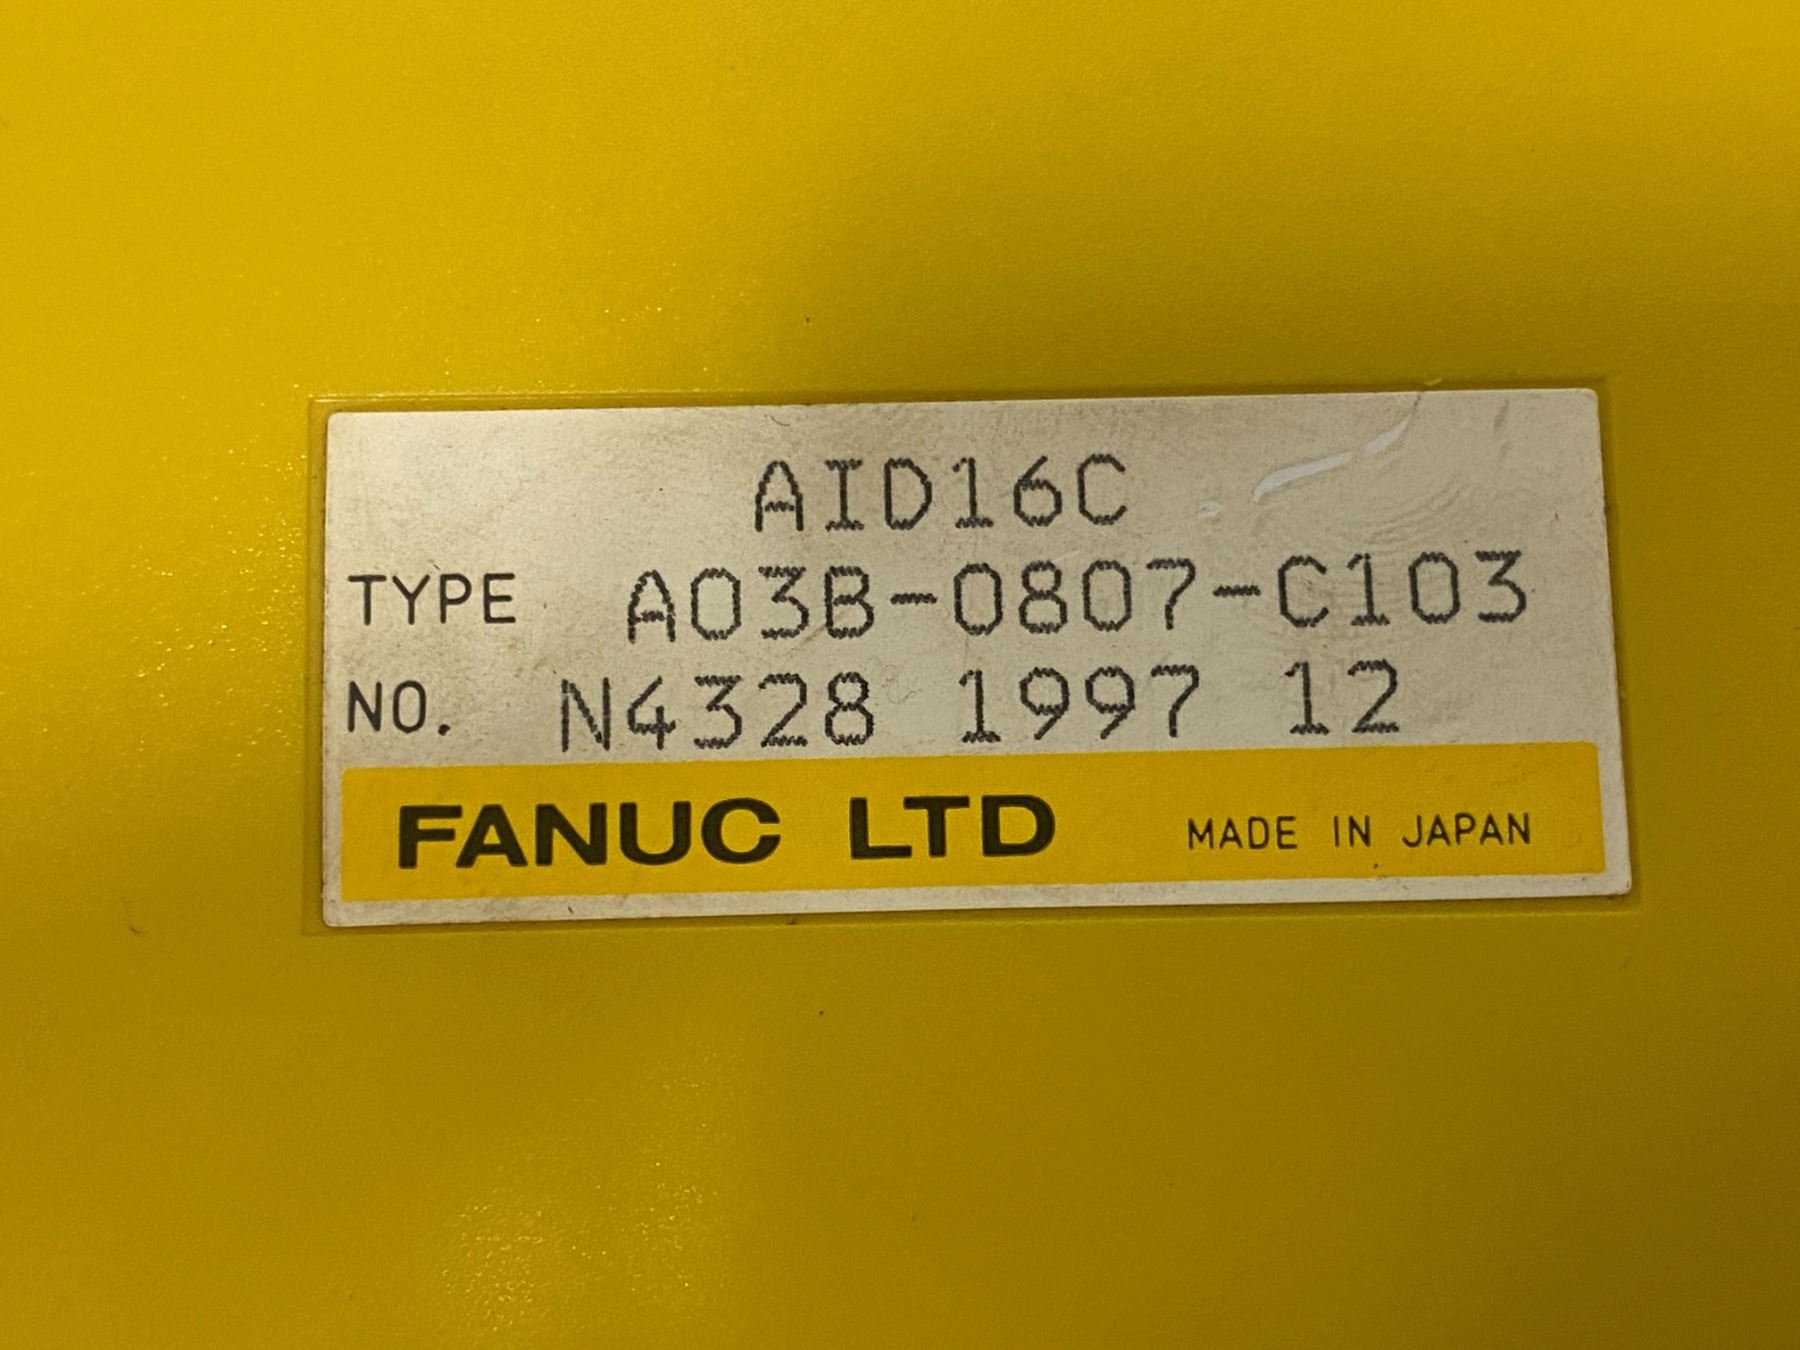 AID16C
TYPE A03B-0807-C103
NO. N4328 1997 12
FANUC LTD MADE IN JAPAN